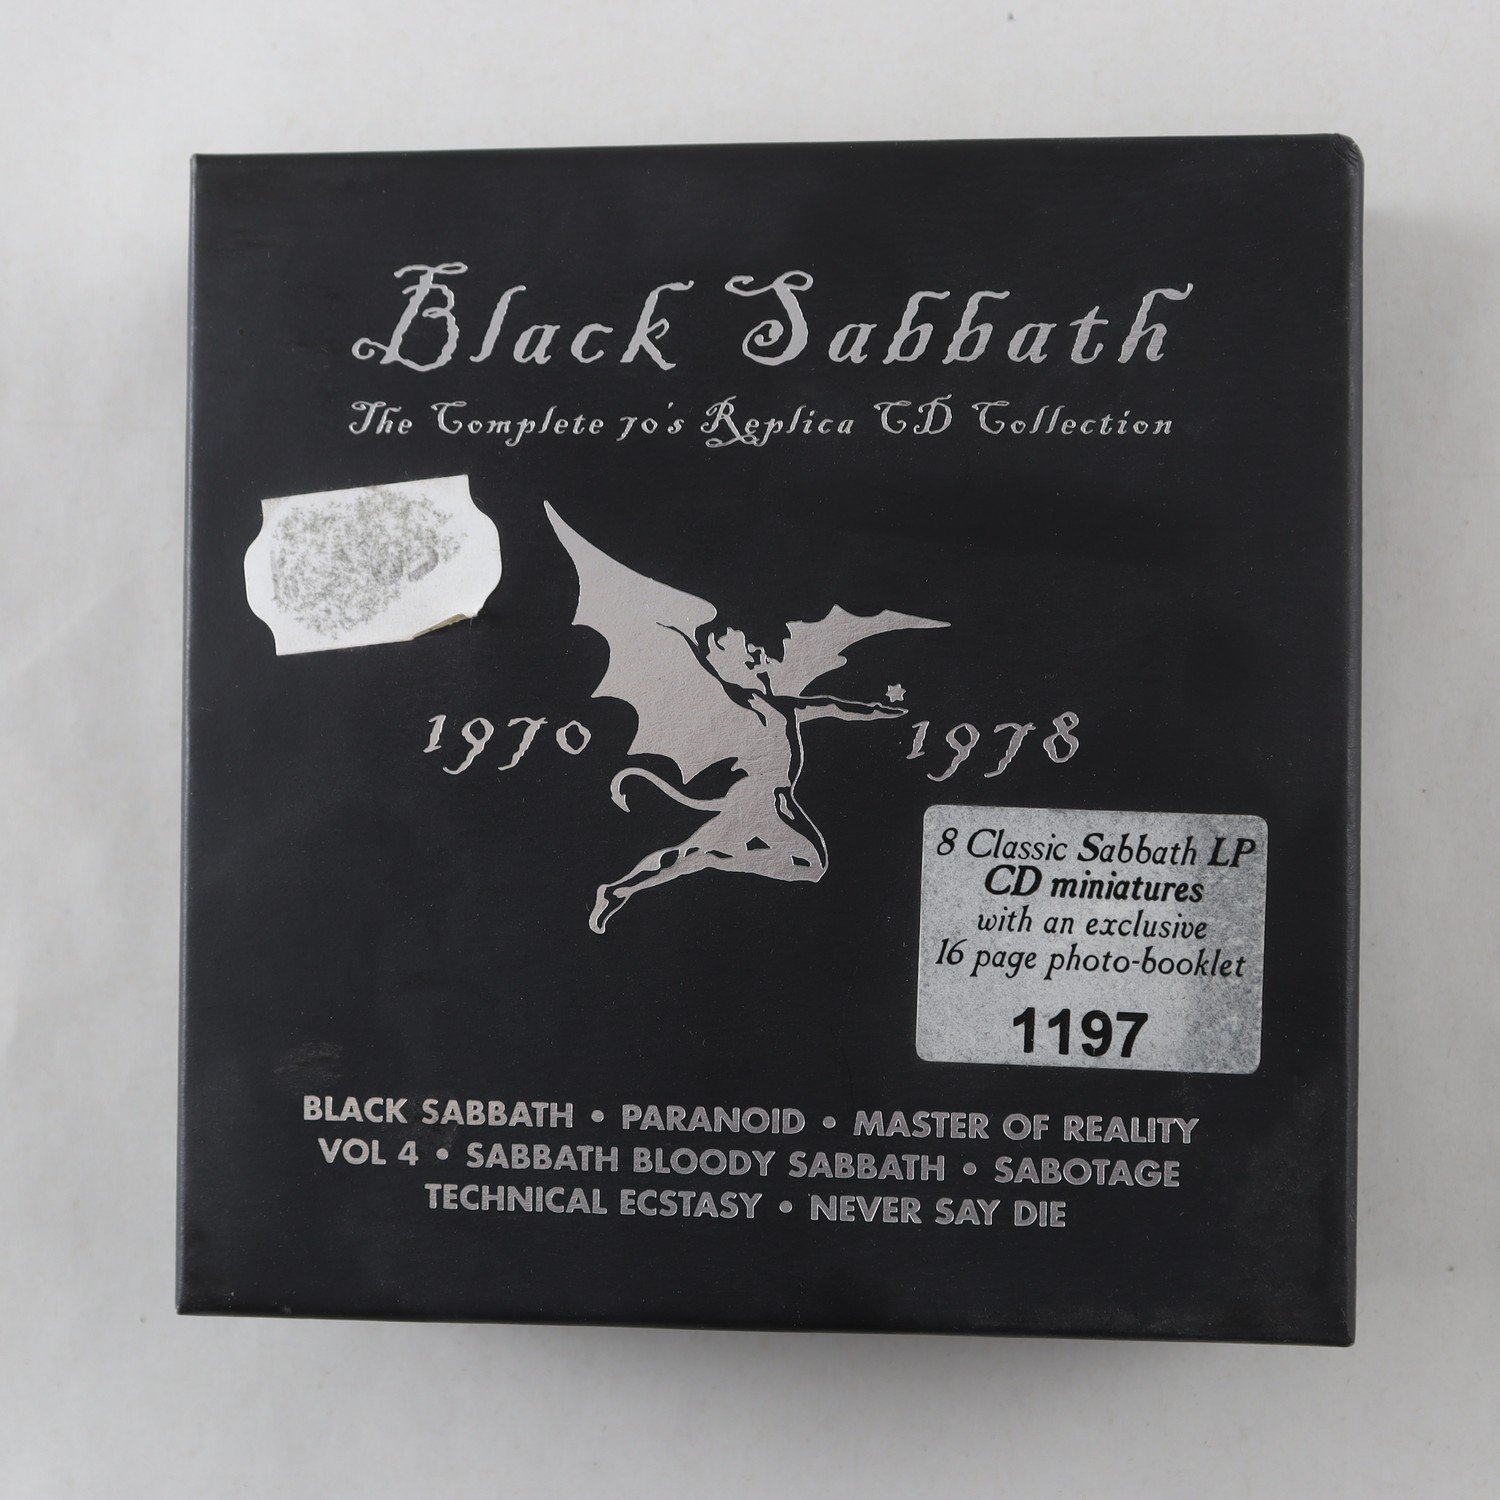 Black Sabbath
The Complete 70's Replica CD Collection
1970 1978
8 Classic Sabbath LP
CD miniatures
with an exclusive
16 page photo-booklet
1197
BLACK SABBATH • PARANOID • MASTER OF REALITY
VOL 4 • SABBATH BLOODY SABBATH • SABOTAGE
TECHNICAL ECSTASY • NEVER SAY DIE